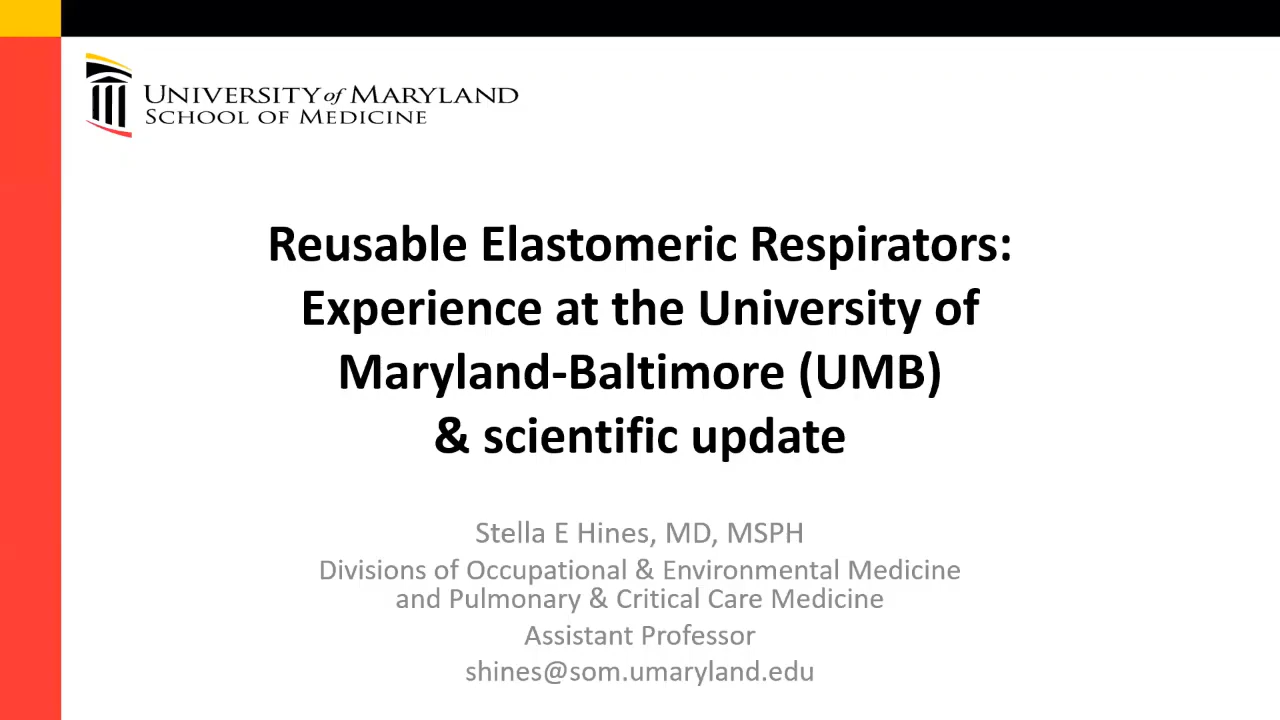 UNIVERSITY of MARYLAND
SCHOOL OF MEDICINE
Reusable Elastomeric Respirators:
Experience at the University of
Maryland-Baltimore (UMB)
& scientific update
Stella E Hines, MD, MSPH
Divisions of Occupational & Environmental Medicine
and Pulmonary & Critical Care Medicine
Assistant Professor
shines@som.umaryland.edu